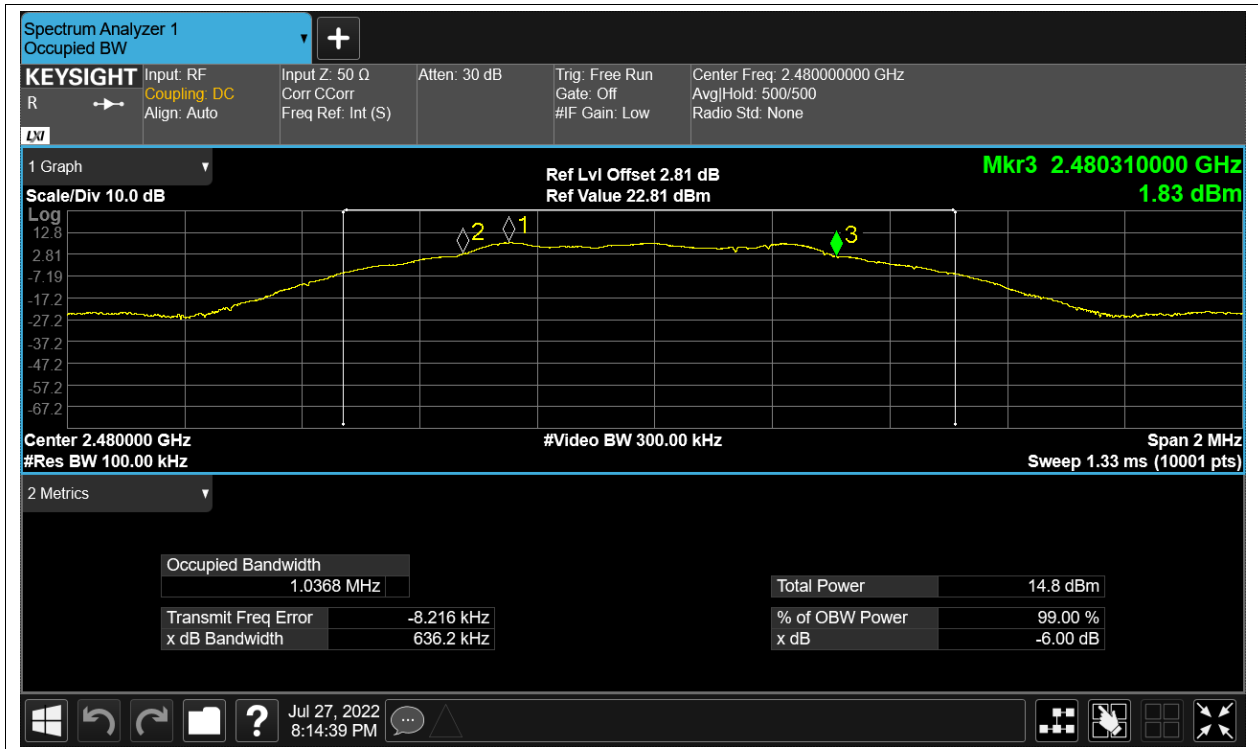 Spectrum Analyzer 1
Occupied BW
KEYSIGHT
R
LXI
Input: RF
Coupling: DC
Align: Auto
Input Z: 50 Ω
Corr CCorr
Freq Ref: Int (S)
Atten: 30 dB
Trig: Free Run
Gate: Off
#IF Gain: Low
Center Freq: 2.480000000 GHz
Avg|Hold: 500/500
Radio Std: None
1 Graph
Scale/Div 10.0 dB
Ref Lvl Offset 2.81 dB
Ref Value 22.81 dBm
Mkr3 2.480310000 GHz
1.83 dBm
Log
12.8
2.81
-7.19
-17.2
-27.2
-37.2
-47.2
-57.2
-67.2
2
1
3
Center 2.480000 GHz
#Res BW 100.00 kHz
#Video BW 300.00 kHz
Span 2 MHz
Sweep 1.33 ms (10001 pts)
2 Metrics
Occupied Bandwidth
1.0368 MHz
Transmit Freq Error -8.216 kHz
x dB Bandwidth 636.2 kHz
Total Power 14.8 dBm
% of OBW Power 99.00 %
x dB -6.00 dB
?
Jul 27, 2022
8:14:39 PM